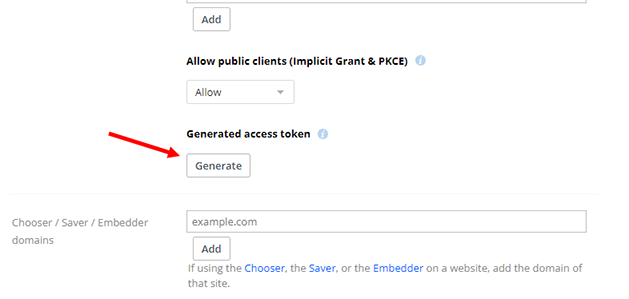 Add
Allow public clients (Implicit Grant & PKCE) i
Allow
Generated access token i
Generate
Chooser / Saver / Embedder
domains
example.com
Add
If using the Chooser, the Saver, or the Embedder on a website, add the domain of
that site.